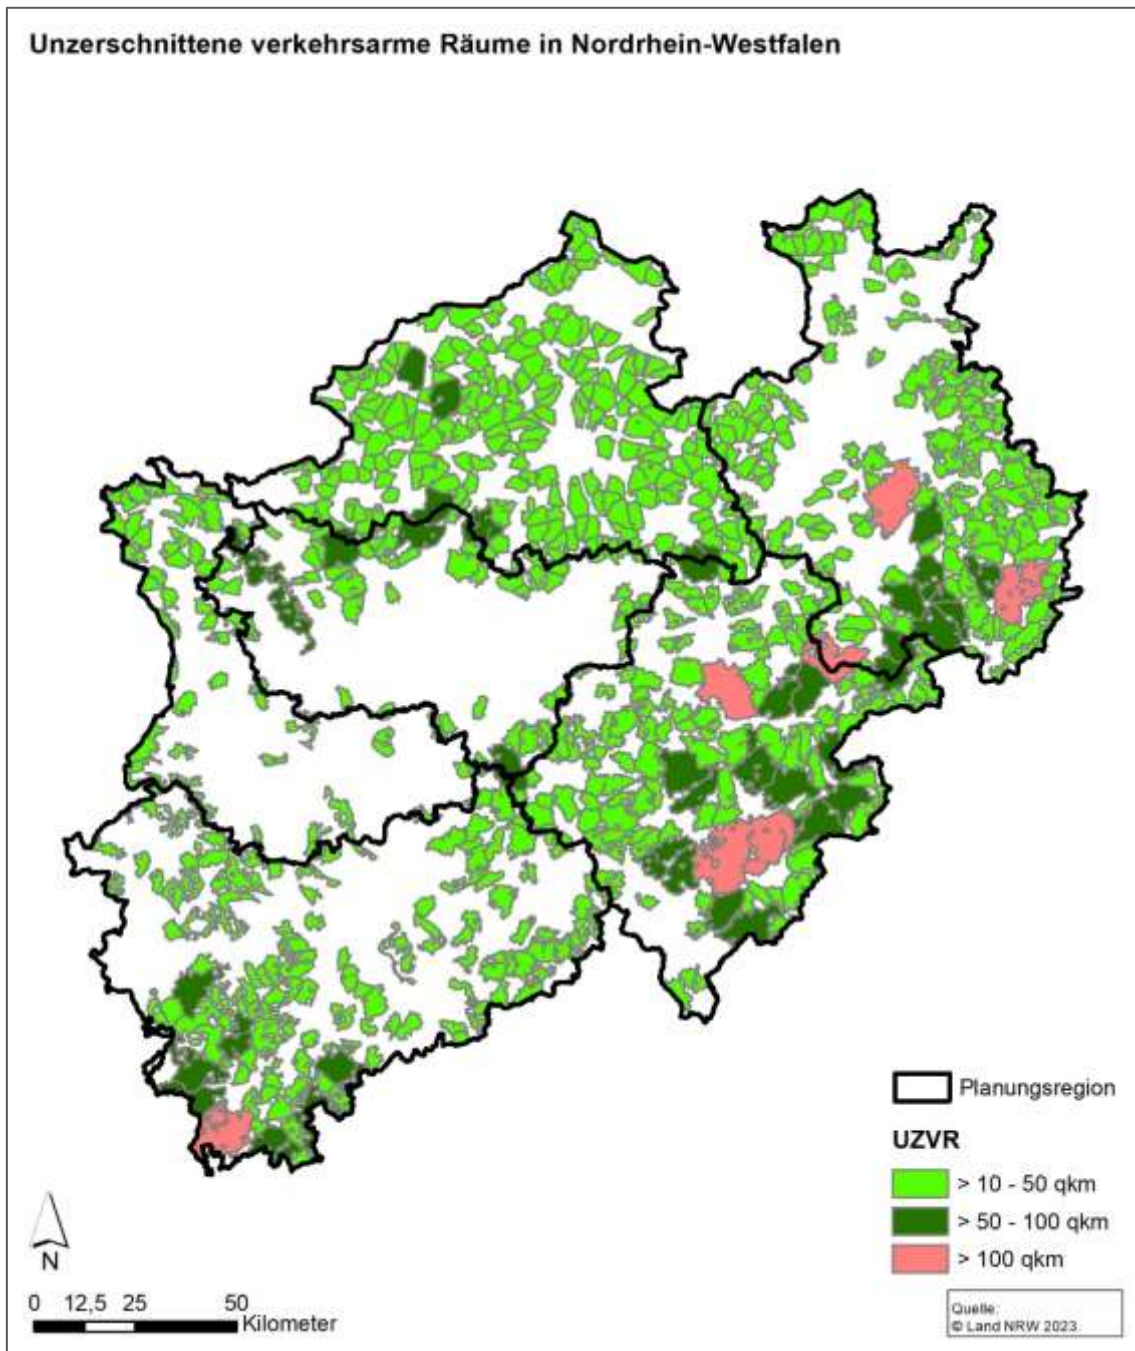 Unzerschnittene verkehrsarme Räume in Nordrhein-Westfalen
Planungsregion
UZVR
> 10 - 50 qkm
> 50 - 100 qkm
> 100 qkm
N
0 12,5 25 50
Kilometer
Quelle:
© Land NRW 2023.